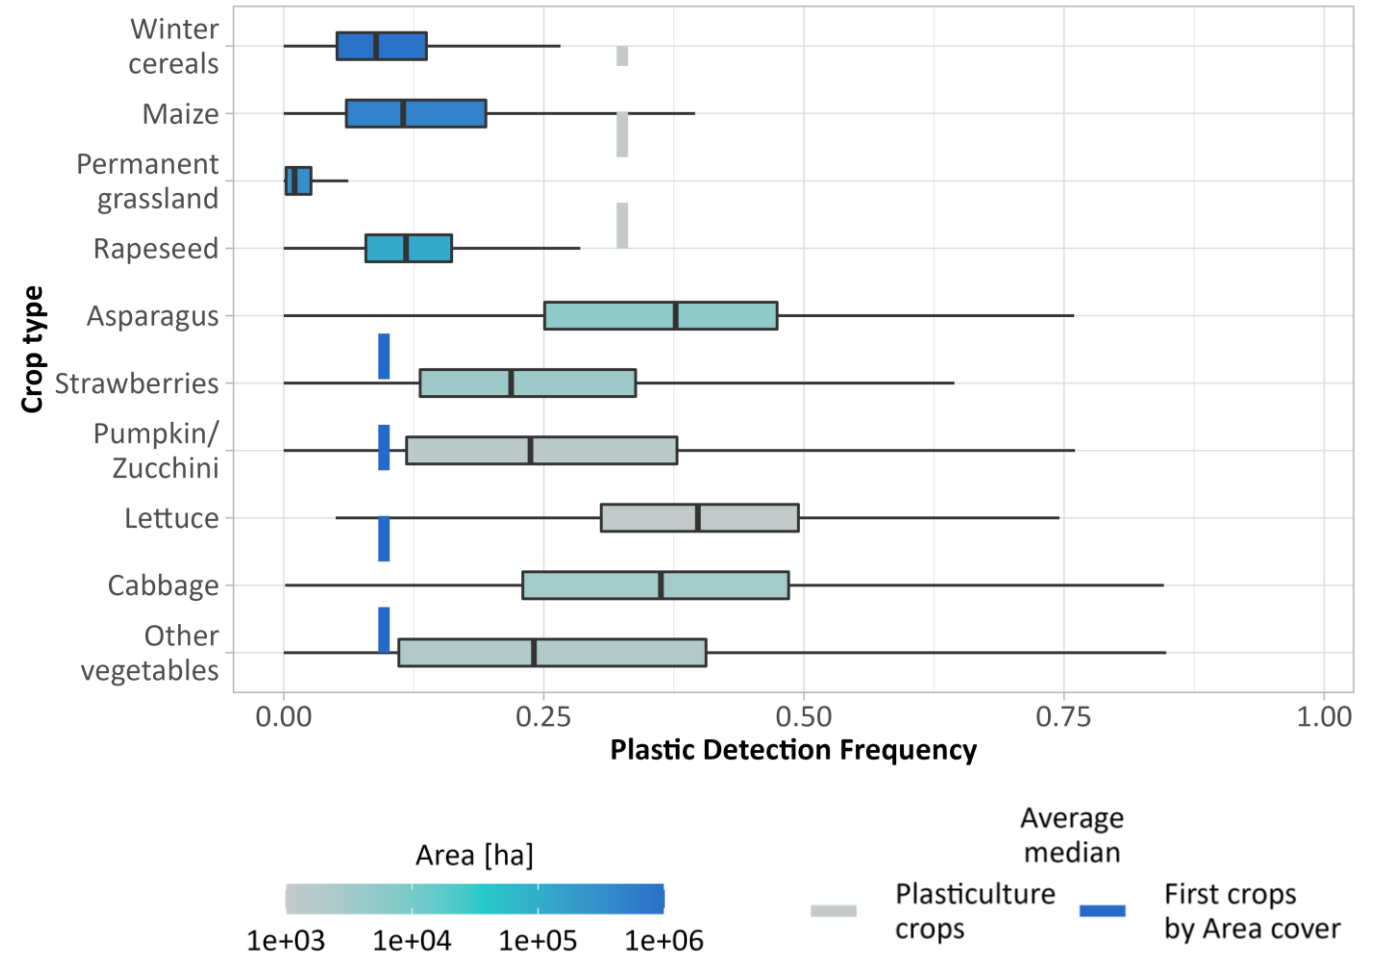 Winter
cereals
Maize
Permanent
grassland
Rapeseed
Asparagus
Strawberries
Pumpkin/
Zucchini
Lettuce
Cabbage
Other
vegetables
Crop type
0.00 0.25 0.50 0.75 1.00
Plastic Detection Frequency
Area [ha]
1e+03 1e+04 1e+05 1e+06
Average
median
Plasticulture
crops
First crops
by Area cover